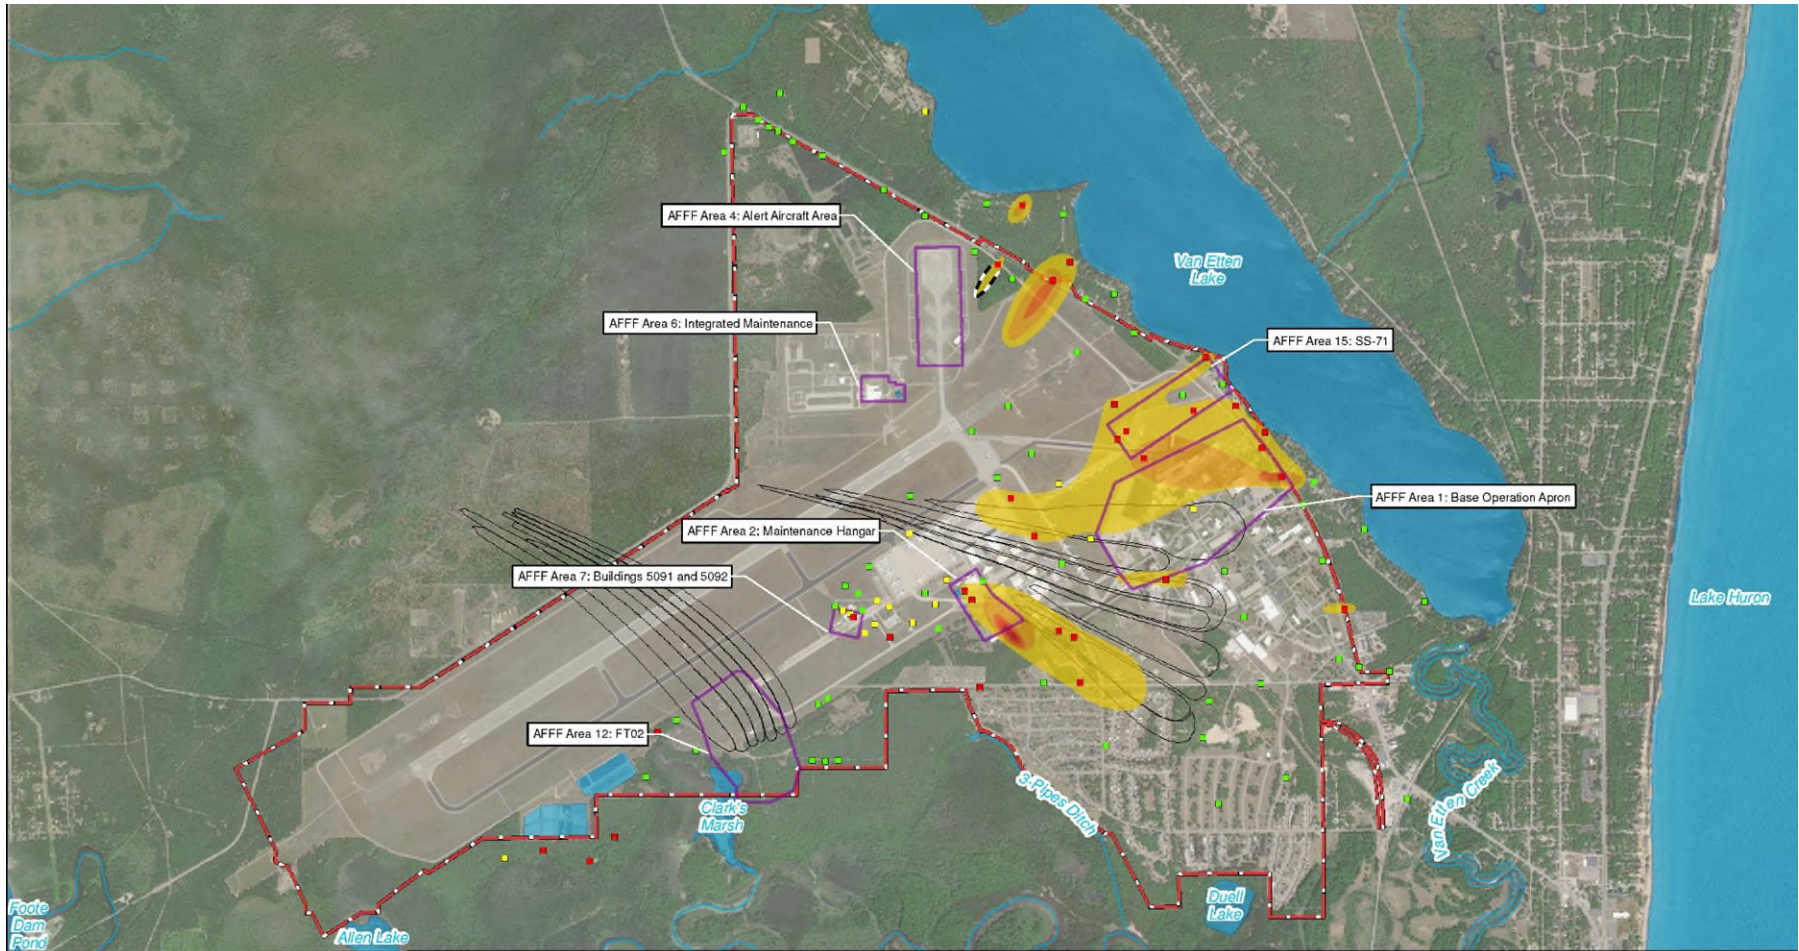 AFFF Area 4: Alert Aircraft Area
Van Etten
Lake
AFFF Area 6: Integrated Maintenance
AFFF Area 15: SS-71
AFFF Area 1: Base Operation Apron
AFFF Area 2: Maintenance Hangar
AFFF Area 7: Buildings 5091 and 5092
Lake Huron
AFFF Area 12: FT02
Clark's
Marsh
3-Pipes Ditch
Van Etten Creek
Duell
Lake
Foote
Dam
Pond
Allen Lake